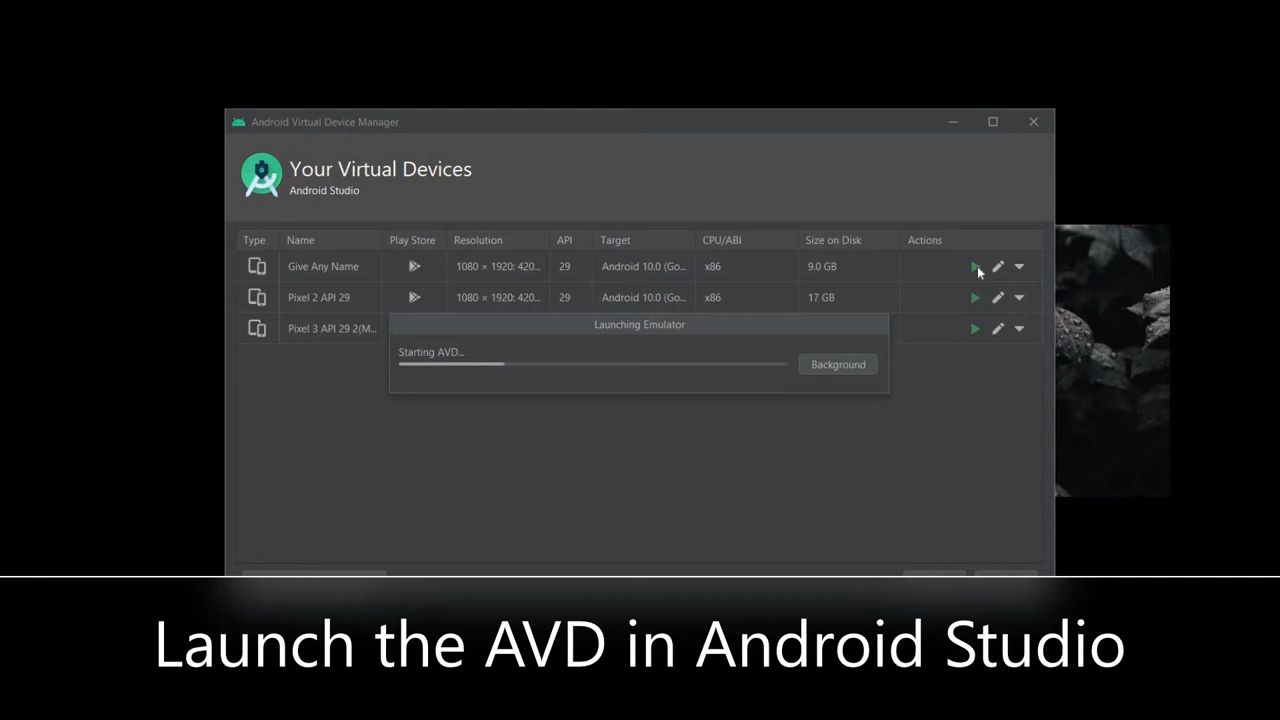 Android Virtual Device Manager
Your Virtual Devices
Android Studio
Type Name Play Store Resolution API Target CPU/ABI Size on Disk Actions
Give Any Name 1080 × 1920: 420... 29 Android 10.0 (Go... x86 9.0 GB
Pixel 2 API 29 1080 × 1920: 420... 29 Android 10.0 (Go... x86 17 GB
Pixel 3 API 29 2(M...
Launching Emulator
Starting AVD...
Background
Launch the AVD in Android Studio